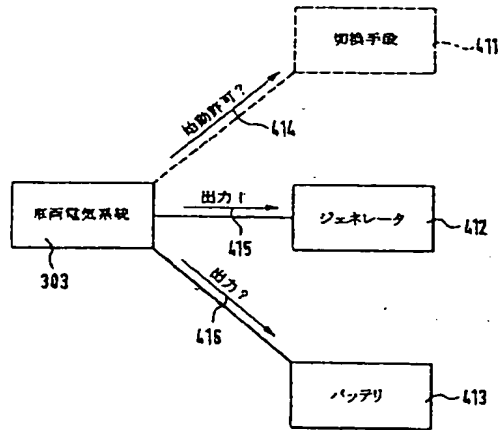 切換手段
411
始動許可?
414
車両電気系統
出力!
ジェネレータ
412
303
415
出力?
416
バッテリ
413